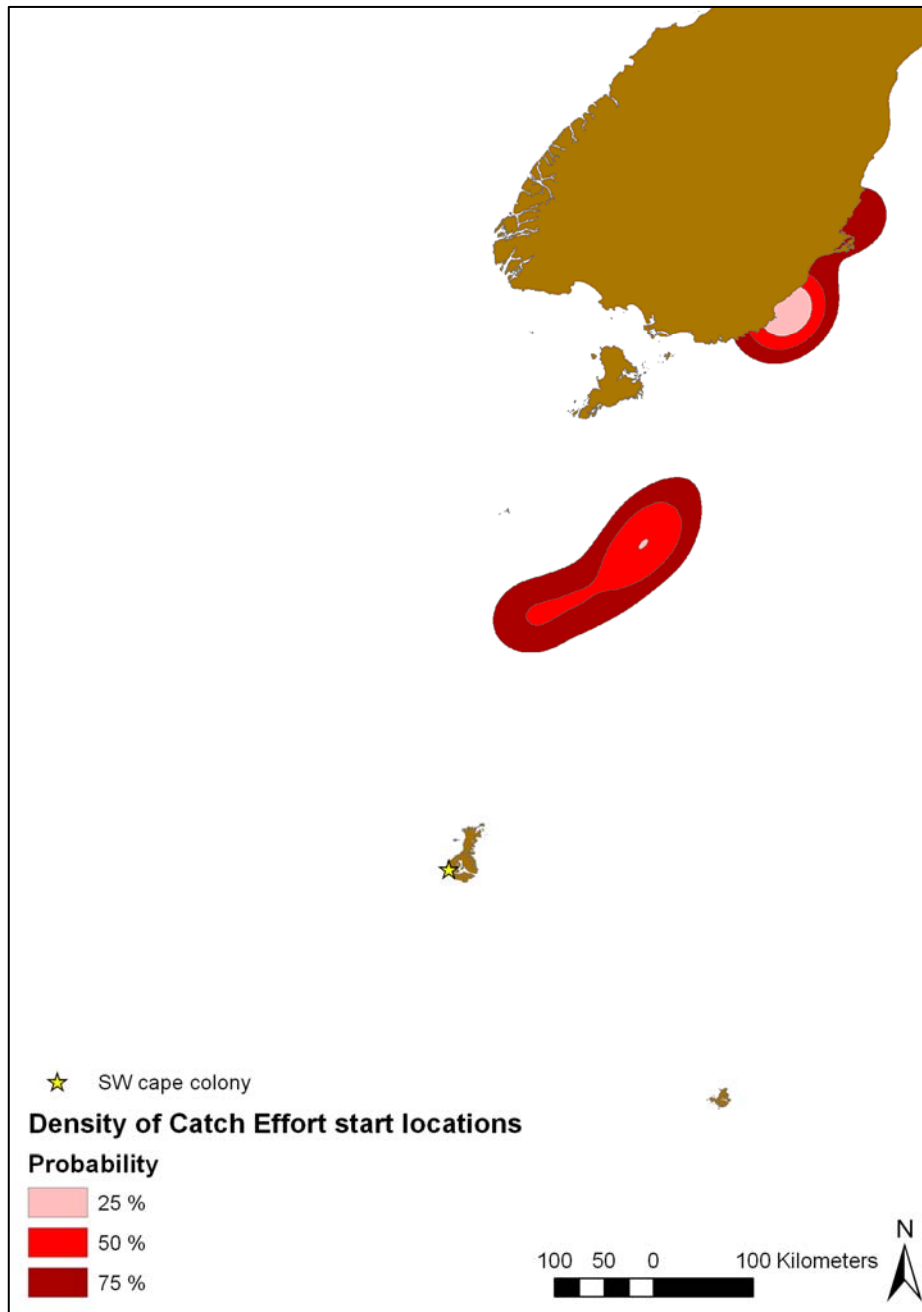 SW cape colony
Density of Catch Effort start locations
Probability
25 %
50 %
75 %
100 50 0 100 Kilometers
N